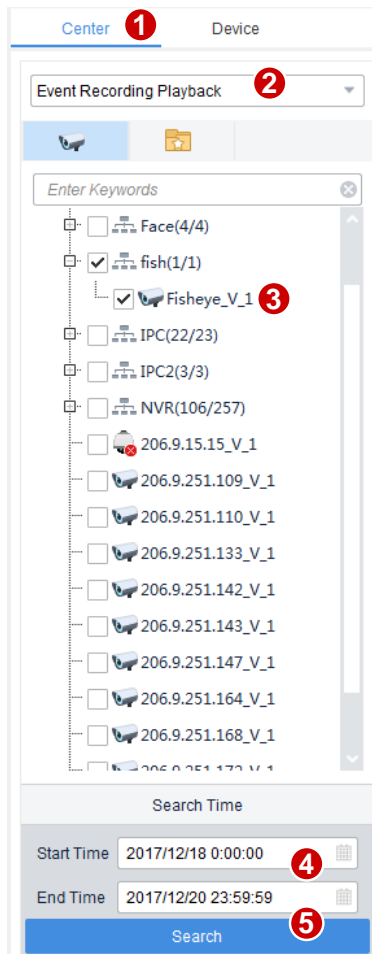 Center 1 Device
Event Recording Playback 2
Enter Keywords
Face(4/4)
fish(1/1)
Fisheye_V_1 3
IPC(22/23)
IPC2(3/3)
NVR(106/257)
206.9.15.15_V_1
206.9.251.109_V_1
206.9.251.110_V_1
206.9.251.133_V_1
206.9.251.142_V_1
206.9.251.143_V_1
206.9.251.147_V_1
206.9.251.164_V_1
206.9.251.168_V_1
206.9.251.172_V_1
Search Time
Start Time 2017/12/18 0:00:00 4
End Time 2017/12/20 23:59:59
5
Search